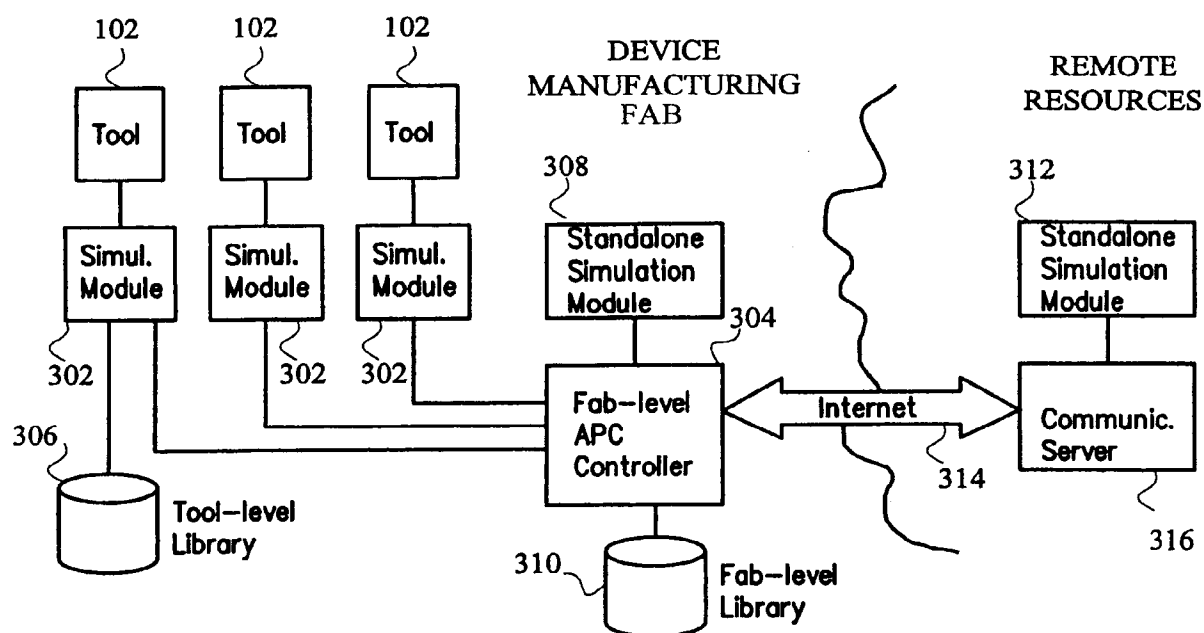 102
102
102
DEVICE
MANUFACTURING
FAB
REMOTE
RESOURCES
Tool
Tool
Tool
308
312
Simul.
Module
Simul.
Module
Simul.
Module
Standalone
Simulation
Module
Standalone
Simulation
Module
302
302
302
304
Fab-level
APC
Controller
Internet
314
Communic.
Server
316
306
Tool-level
Library
310
Fab-level
Library